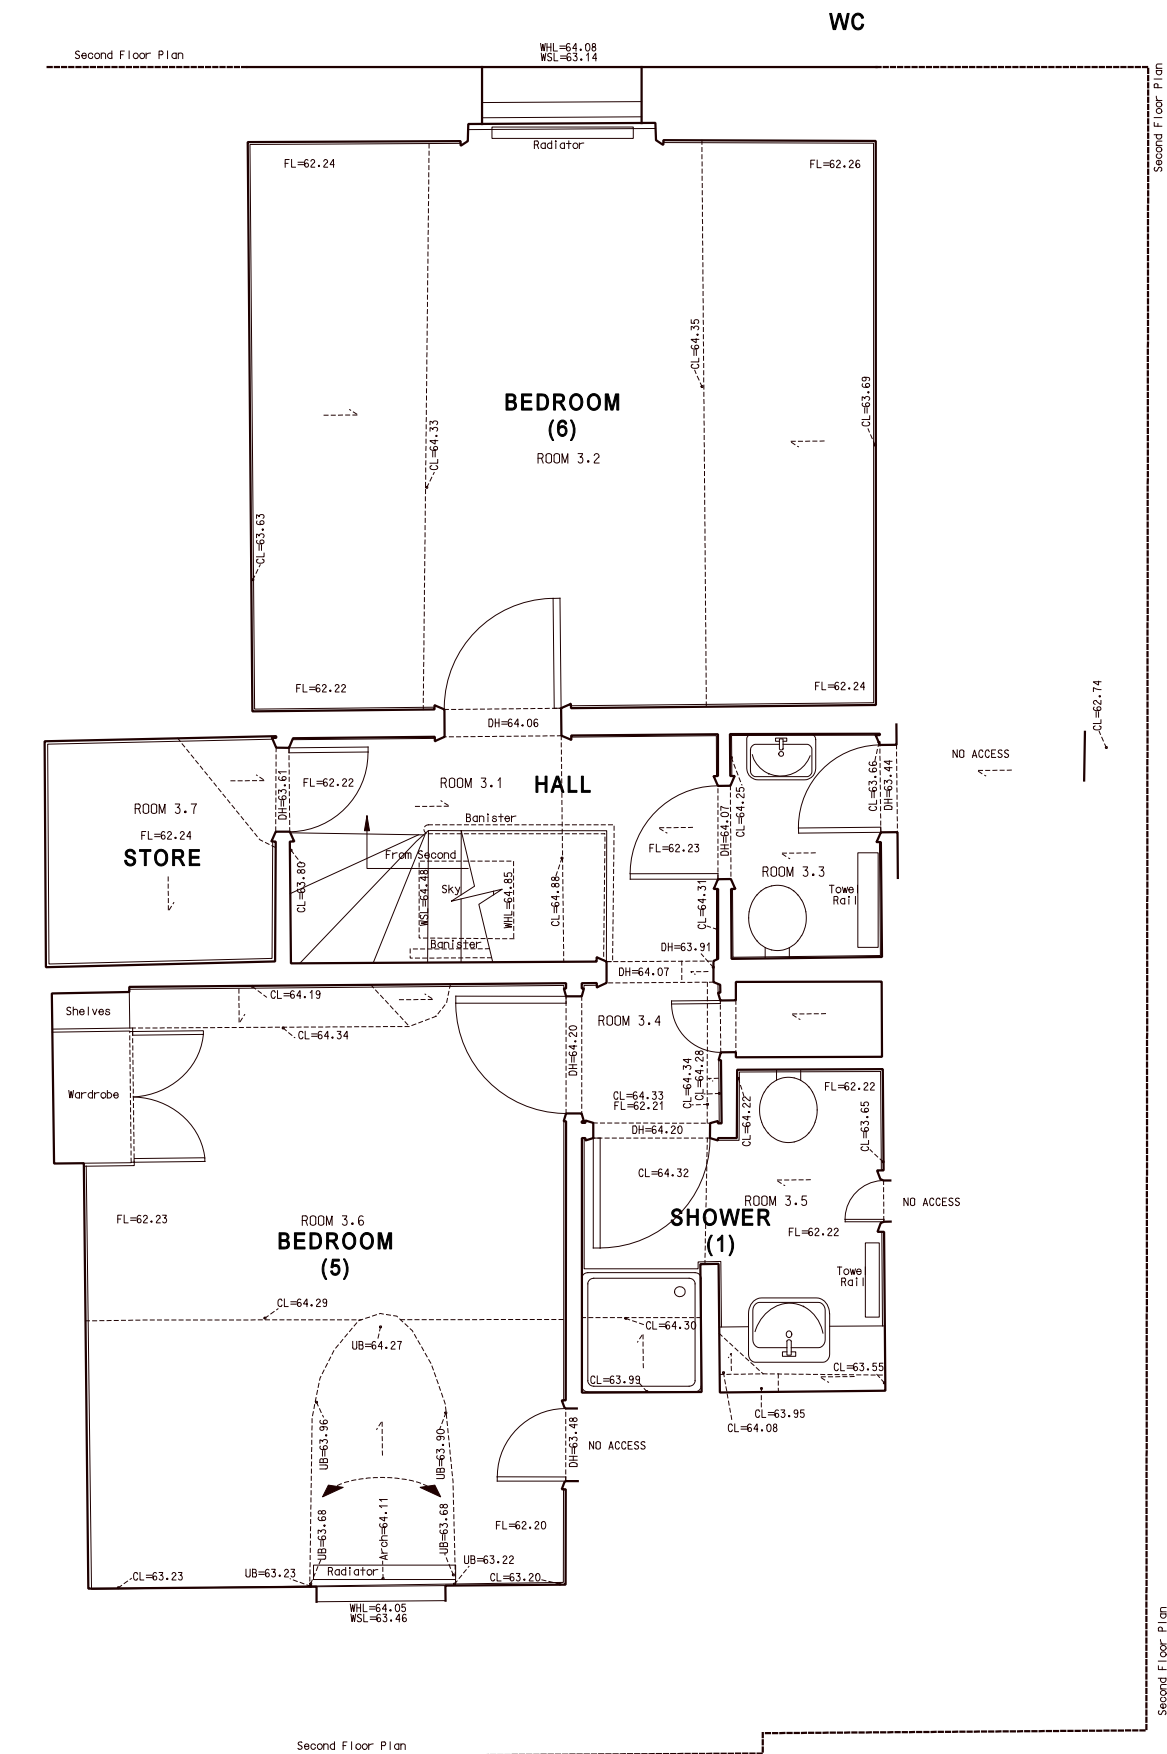 WC
Second Floor Plan
WHL=64.08
WSL=63.14
Second Floor Plan
Radiator
FL=62.24
FL=62.26
CL=64.35
CL=63.69
BEDROOM
(6)
ROOM 3.2
CL=64.33
CL=63.63
FL=62.22
FL=62.24
CL=62.74
DH=64.06
NO ACCESS
ROOM 3.7
FL=62.24
STORE
DH=63.61
FL=62.22
ROOM 3.1
HALL
Banister
From Second
Sky
WSL=64.48
WHL=64.85
CL=64.88
CL=63.80
Banister
FL=62.23
DH=64.07
CL=64.25
CL=63.66
DH=63.44
ROOM 3.3
Towel
Rail
CL=64.31
DH=63.91
DH=64.07
Shelves
CL=64.19
CL=64.34
Wardrobe
DH=64.20
ROOM 3.4
CL=64.33
FL=62.21
CL=64.34
CL=64.28
DH=64.20
CL=64.22
FL=62.22
CL=63.65
CL=64.32
ROOM 3.5
SHOWER
(1)
FL=62.22
NO ACCESS
Towel
Rail
FL=62.23
ROOM 3.6
BEDROOM
(5)
CL=64.29
UB=64.27
CL=64.30
CL=63.99
CL=63.55
CL=63.95
CL=64.08
UB=63.96
UB=63.90
DH=63.48
NO ACCESS
UB=63.68
Arch=64.11
UB=63.68
FL=62.20
UB=63.22
CL=63.23
UB=63.23
Radiator
CL=63.20
WHL=64.05
WSL=63.46
Second Floor Plan
Second Floor Plan